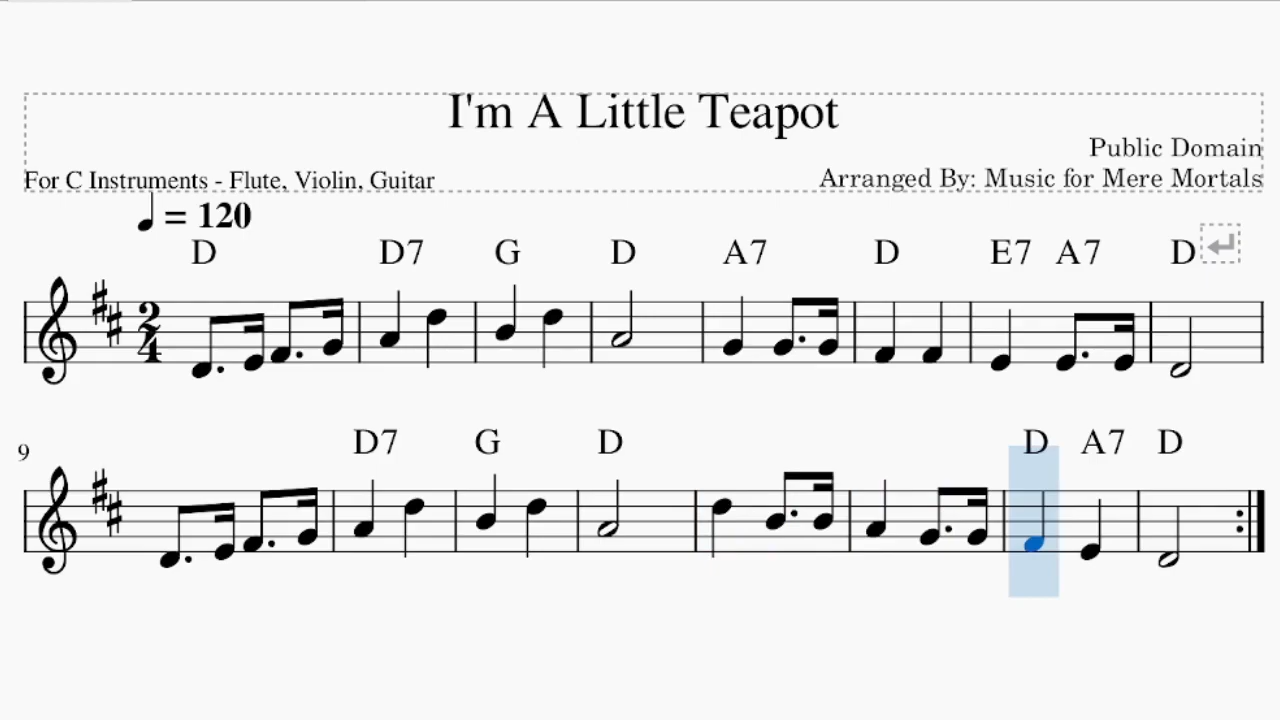 I'm A Little Teapot
Public Domain
For C Instruments - Flute, Violin, Guitar
Arranged By: Music for Mere Mortals
= 120
D D7 G D A7 D E7 A7 D
2
4
9
D7 G D D A7 D